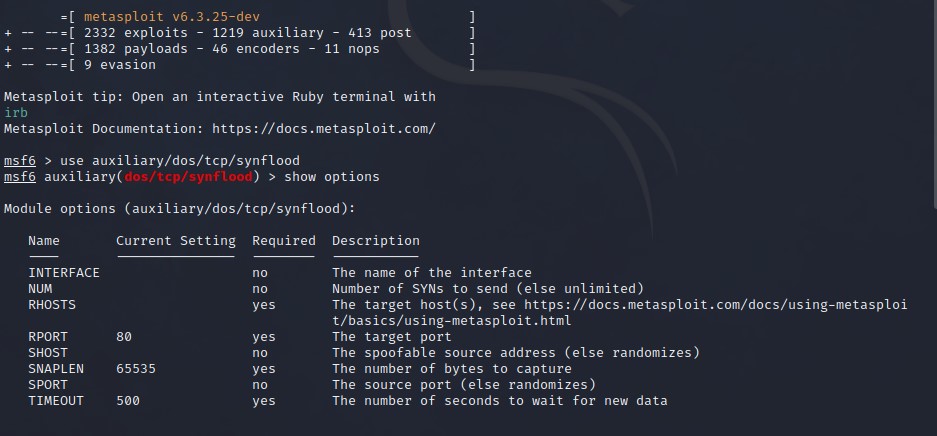 =[ metasploit v6.3.25-dev ]
+ -- --=[ 2332 exploits - 1219 auxiliary - 413 post ]
+ -- --=[ 1382 payloads - 46 encoders - 11 nops ]
+ -- --=[ 9 evasion ]
Metasploit tip: Open an interactive Ruby terminal with
irb
Metasploit Documentation: https://docs.metasploit.com/
msf6 > use auxiliary/dos/tcp/synflood
msf6 auxiliary(dos/tcp/synflood) > show options
Module options (auxiliary/dos/tcp/synflood):
Name Current Setting Required Description
---- --------------- -------- -----------
INTERFACE no The name of the interface
NUM no Number of SYNs to send (else unlimited)
RHOSTS yes The target host(s), see https://docs.metasploit.com/docs/using-metasploi
t/basics/using-metasploit.html
RPORT 80 yes The target port
SHOST no The spoofable source address (else randomizes)
SNAPLEN 65535 yes The number of bytes to capture
SPORT no The source port (else randomizes)
TIMEOUT 500 yes The number of seconds to wait for new data